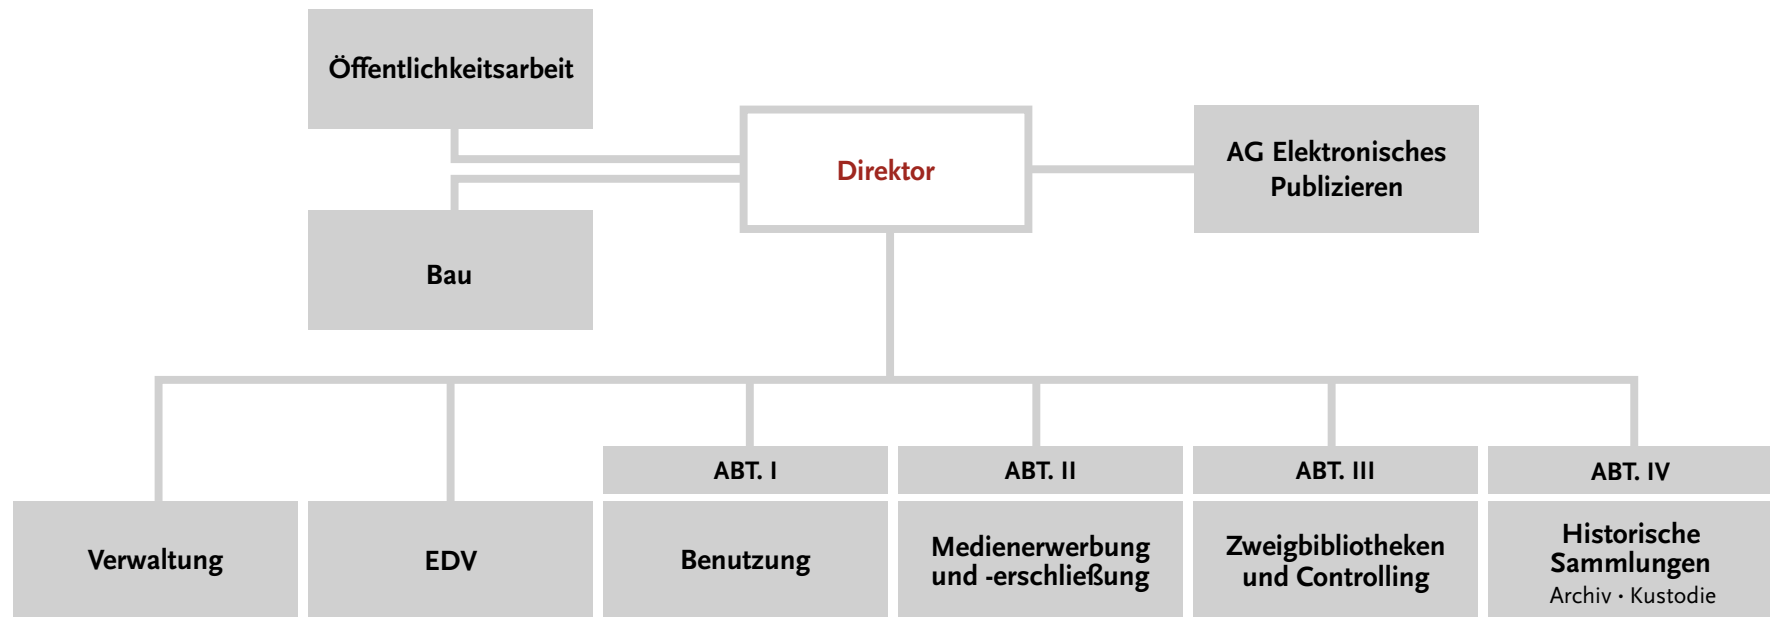 Öffentlichkeitsarbeit
Direktor
AG Elektronisches
Publizieren
Bau
ABT. I
ABT. II
ABT. III
ABT. IV
Verwaltung
EDV
Benutzung
Medienerwerbung
und -erschließung
Zweigbibliotheken
und Controlling
Historische
Sammlungen
Archiv · Kustodie